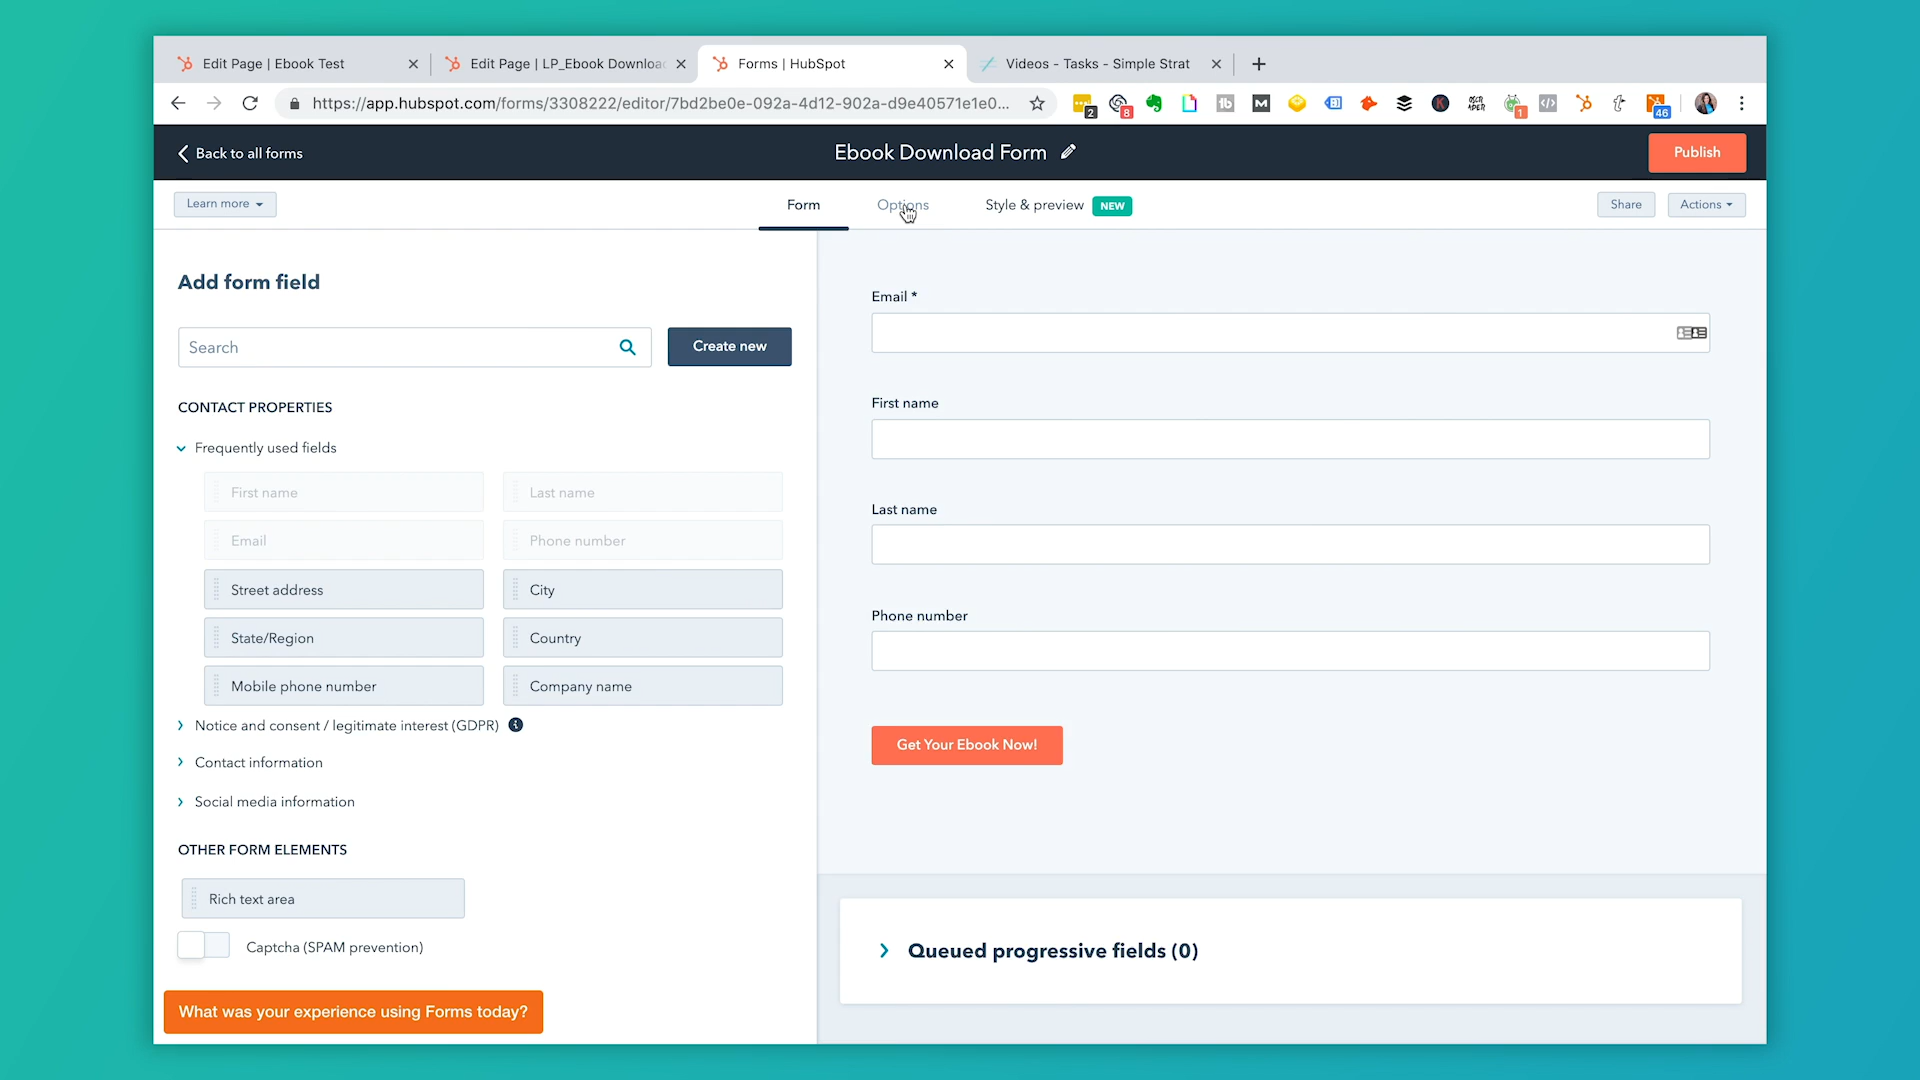 Edit Page | Ebook Test
Edit Page | LP_Ebook Downloa
Forms | HubSpot
Videos - Tasks - Simple Strat
https://app.hubspot.com/forms/3308222/editor/7bd2be0e-092a-4d12-902a-d9e40571e1e0...
2
8
1
46
Back to all forms
Ebook Download Form
Publish
Learn more
Form
Options
Style & preview
NEW
Share
Actions
Add form field
Search
Create new
CONTACT PROPERTIES
Frequently used fields
First name
Last name
Email
Phone number
Street address
City
State/Region
Country
Mobile phone number
Company name
Notice and consent / legitimate interest (GDPR)
Contact information
Social media information
OTHER FORM ELEMENTS
Rich text area
Captcha (SPAM prevention)
What was your experience using Forms today?
Email *
First name
Last name
Phone number
Get Your Ebook Now!
Queued progressive fields (0)